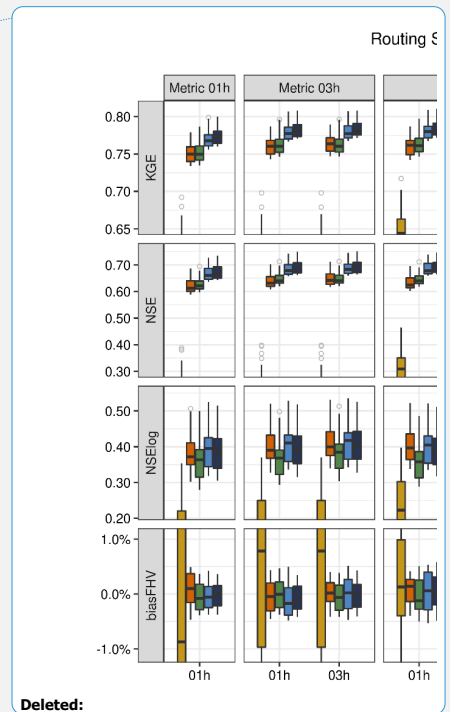 Routing S
Metric 01h Metric 03h
KGE
0.80
0.75
0.70
0.65
NSE
0.70
0.60
0.50
0.40
0.30
NSElog
0.50
0.40
0.30
0.20
biasFHV
1.0%
0.0%
-1.0%
01h 01h 03h 01h
Deleted: